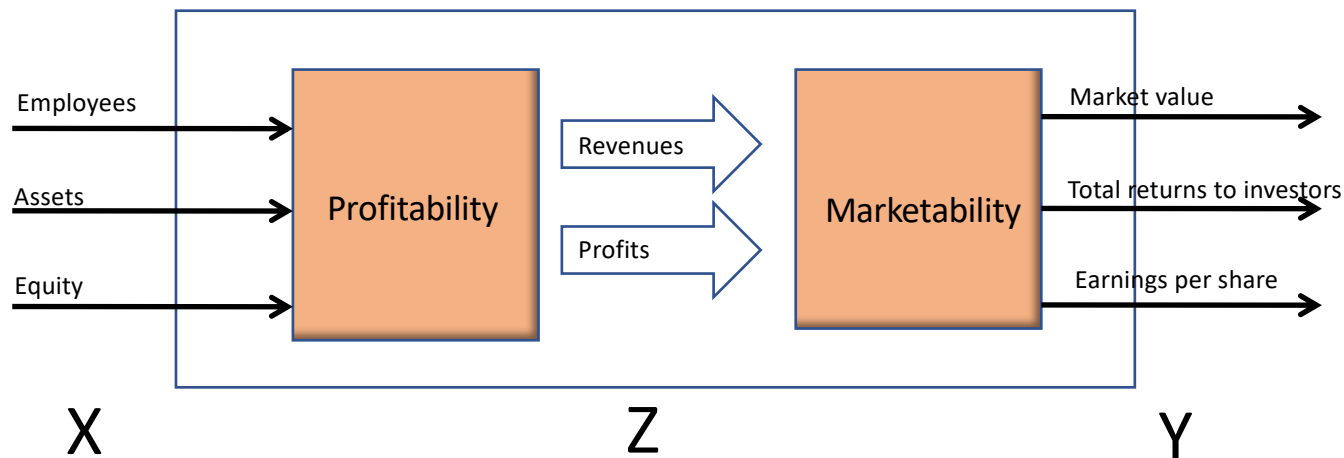 Employees
Assets
Equity
Profitability
Revenues
Profits
Marketability
Market value
Total returns to investors
Earnings per share
X
Z
Y